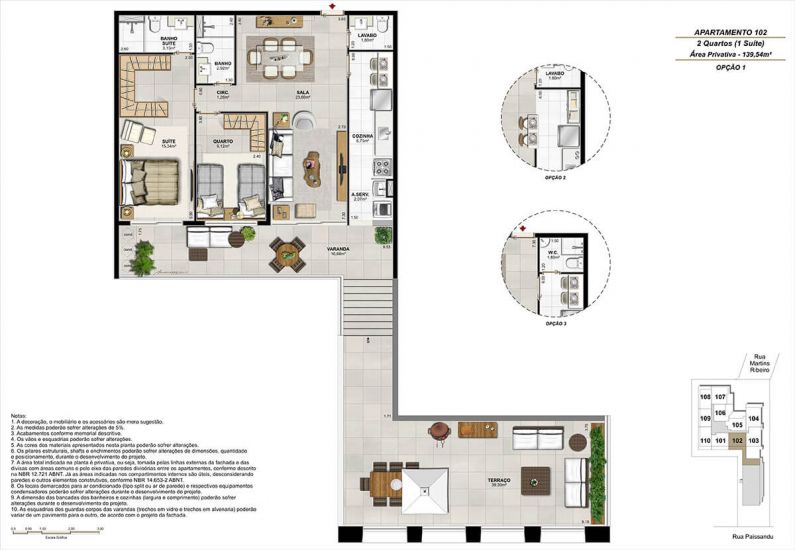 APARTAMENTO 102
2 Quartos (1 Suíte)
Área Privativa - 139,54m²
OPÇÃO 1
BANHO
SUÍTE
3,15m²
BANHO
2,92m²
LAVABO
1,80m²
CIRC.
1,28m²
SALA
23,66m²
SUÍTE
15,34m²
QUARTO
9,12m²
COZINHA
6,75m²
A.SERV.
2,07m²
VARANDA
16,66m²
LAVABO
1,80m²
OPÇÃO 2
W.C.
1,80m²
OPÇÃO 3
TERRAÇO
39,30m²
Rua
Martins
Ribeiro
108 107
106
109
105
104
110 101 102 103
Rua Paissandu
Notas:
1. A decoração, o mobiliário e os acessórios são mera sugestão.
2. As medidas poderão sofrer alterações de 5%.
3. Acabamentos conforme memorial descritivo.
4. Os vãos e esquadrias poderão sofrer alterações.
5. As cores dos materiais apresentados nesta planta poderão sofrer alterações.
6. Os pilares estruturais, shafts e enchimentos poderão sofrer alterações de dimensões, quantidade
e posicionamento, durante o desenvolvimento do projeto.
7. A área total indicada na planta é privativa, ou seja, tomada pelas linhas externas da fachada e das
divisas com áreas comuns e pelo eixo das paredes divisórias entre os apartamentos, conforme descrito
na NBR 12.721 ABNT. Já as áreas indicadas nos compartimentos internos são úteis, desconsiderando
paredes e outros elementos construtivos, conforme NBR 14.653-2 ABNT.
8. Os locais demarcados para ar condicionado (tipo split ou ar de parede) e respectivos equipamentos
condensadores poderão sofrer alterações durante o desenvolvimento do projeto.
9. A dimensão das bancadas dos banheiros e cozinhas (largura e comprimento) poderão sofrer
alterações durante o desenvolvimento do projeto.
10. As esquadrias dos guardas corpos das varandas (trechos em vidro e trechos em alvenaria) poderão
variar de um pavimento para o outro, de acordo com o projeto da fachada.
Escala Gráfica